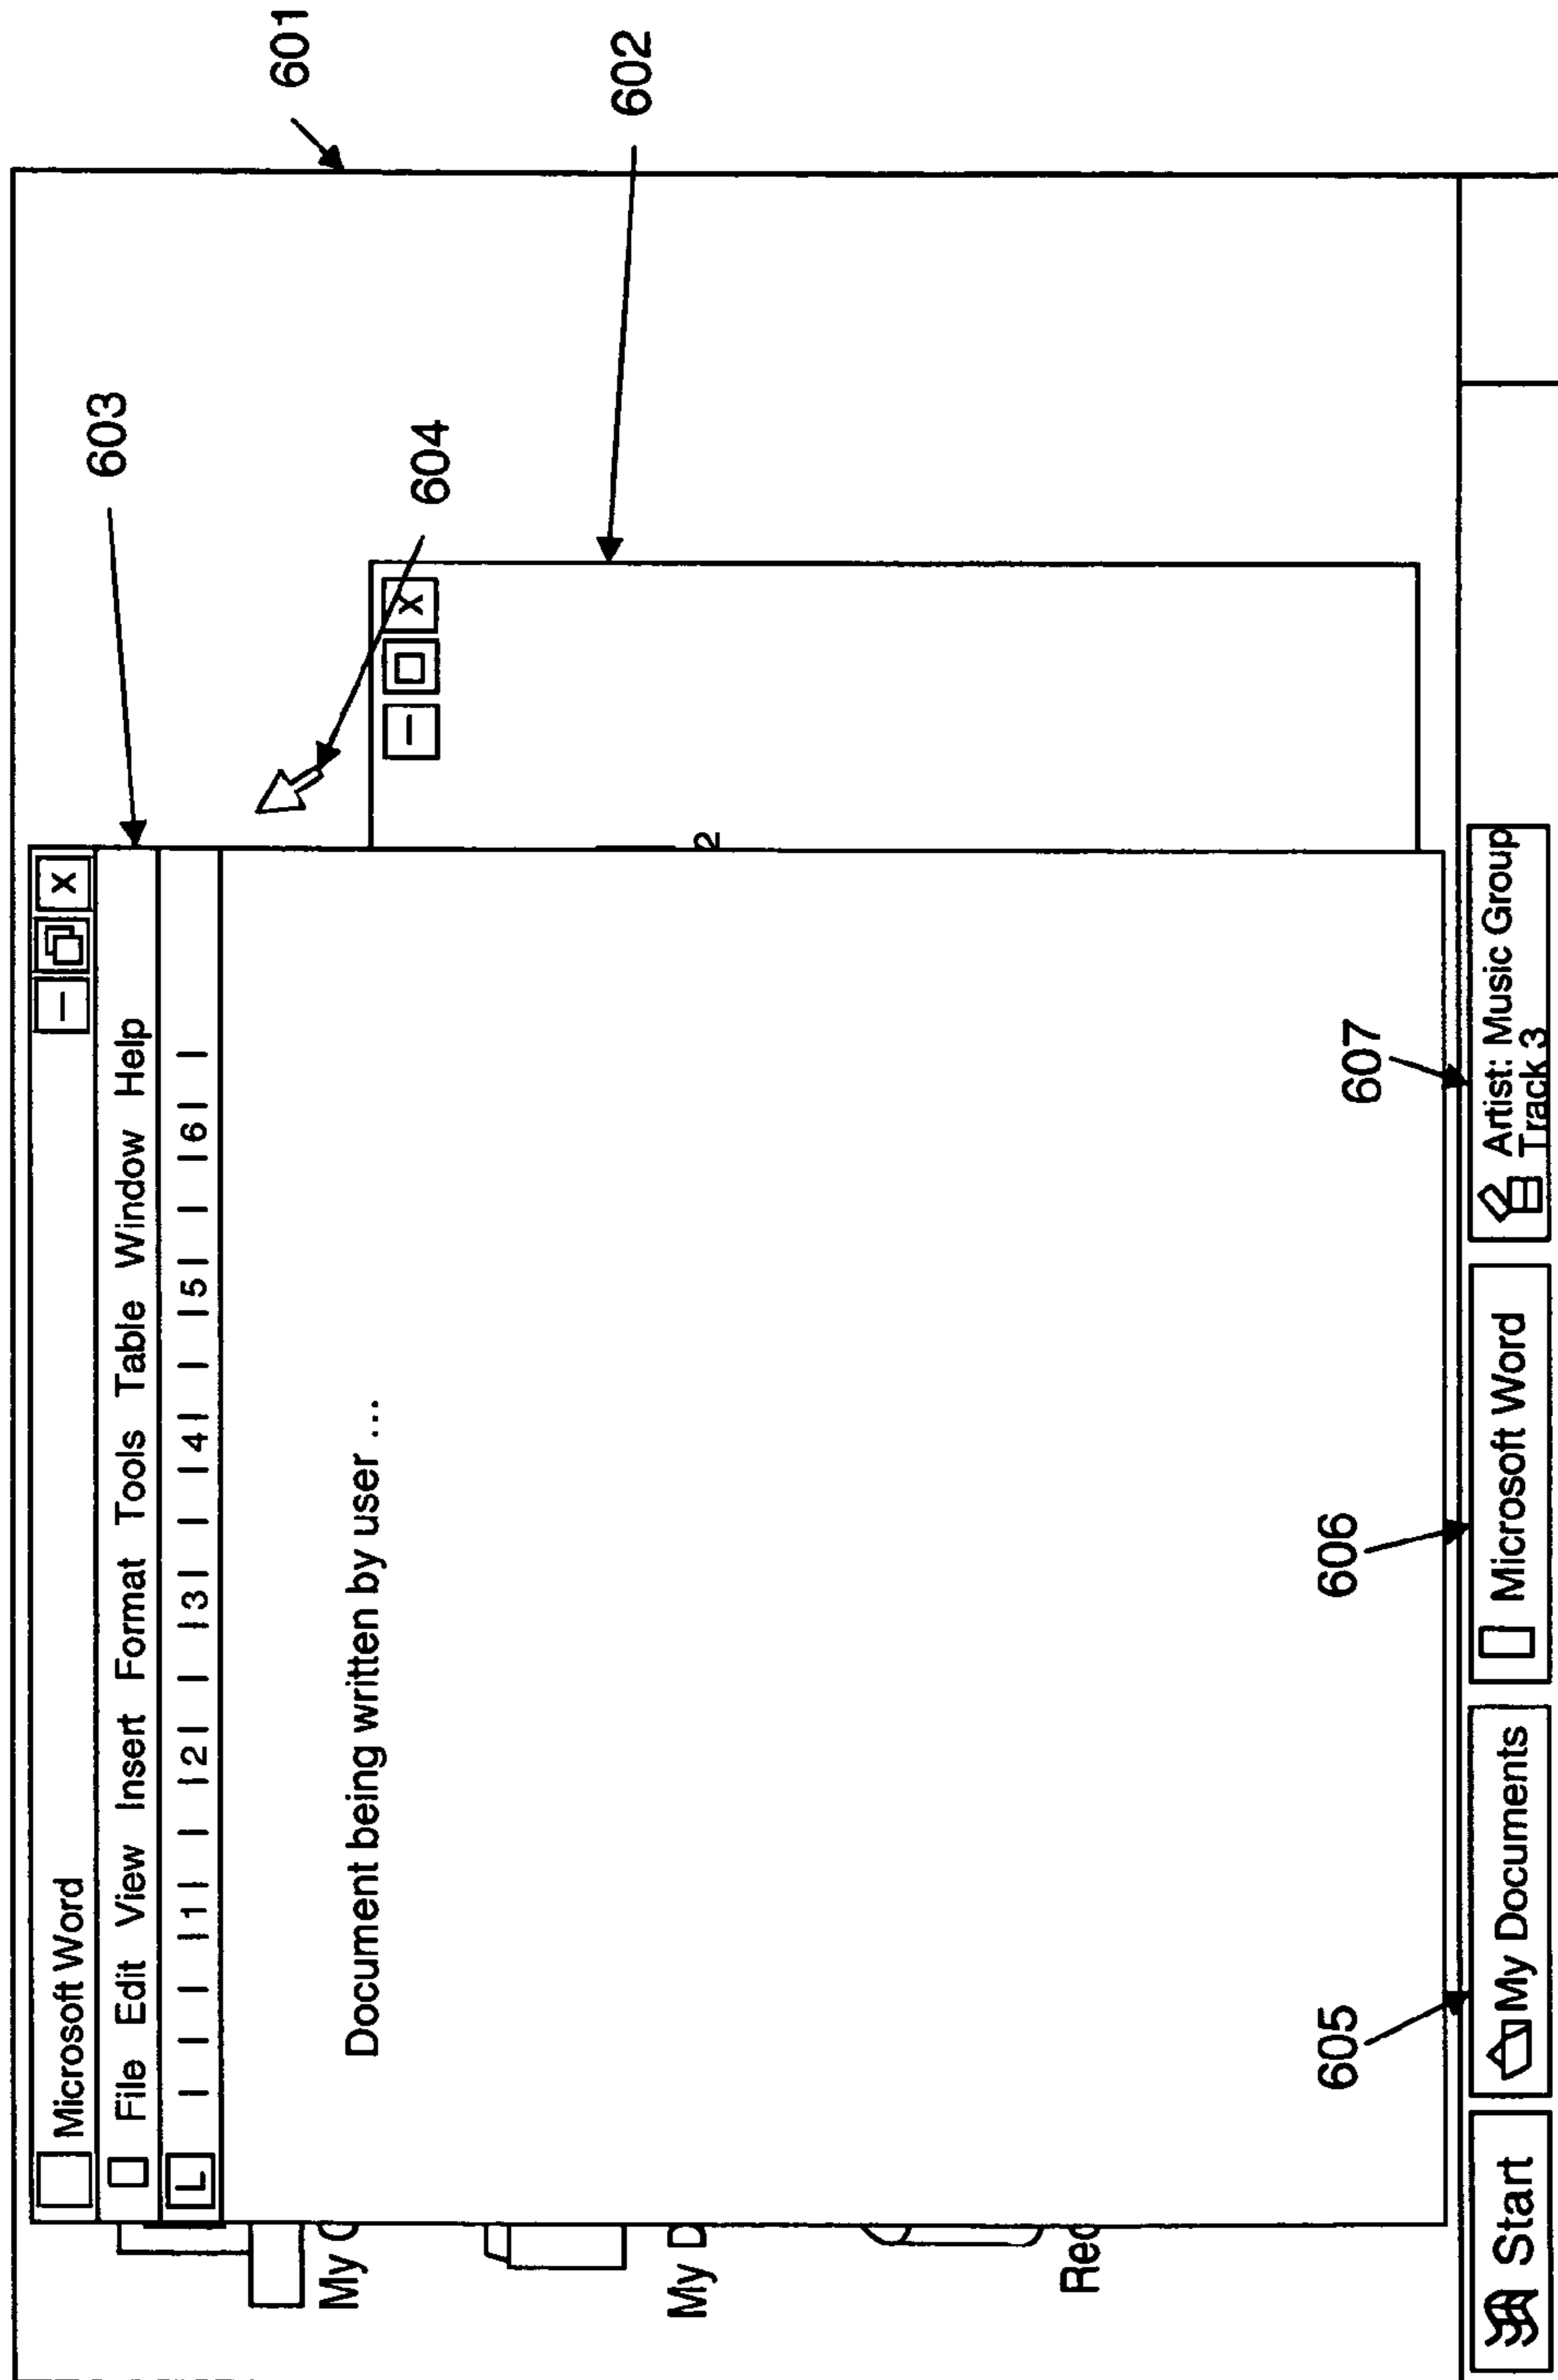 601
602
603
604
Microsoft Word
— X
File Edit View Insert Format Tools Table Window Help
L 1 2 3 4 5 6
Document being written by user ...
— X
2
My
My D
Rec
605
606
607
Start
My Documents
Microsoft Word
Artist: Music Group
Track 3